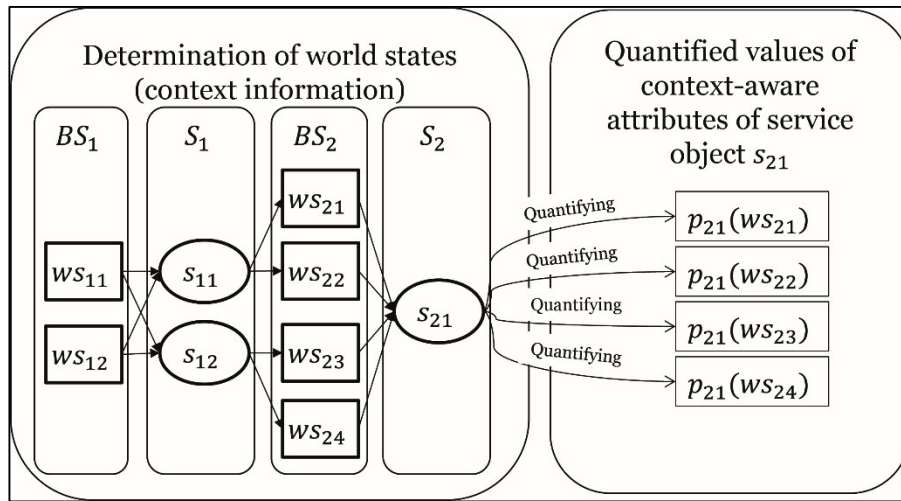 Determination of world states
(context information)
BS₁
S₁
BS₂
S₂
ws₁₁
ws₁₂
s₁₁
s₁₂
ws₂₁
ws₂₂
ws₂₃
ws₂₄
s₂₁
Quantified values of
context-aware
attributes of service
object s₂₁
Quantifying
Quantifying
Quantifying
Quantifying
p₂₁(ws₂₁)
p₂₁(ws₂₂)
p₂₁(ws₂₃)
p₂₁(ws₂₄)